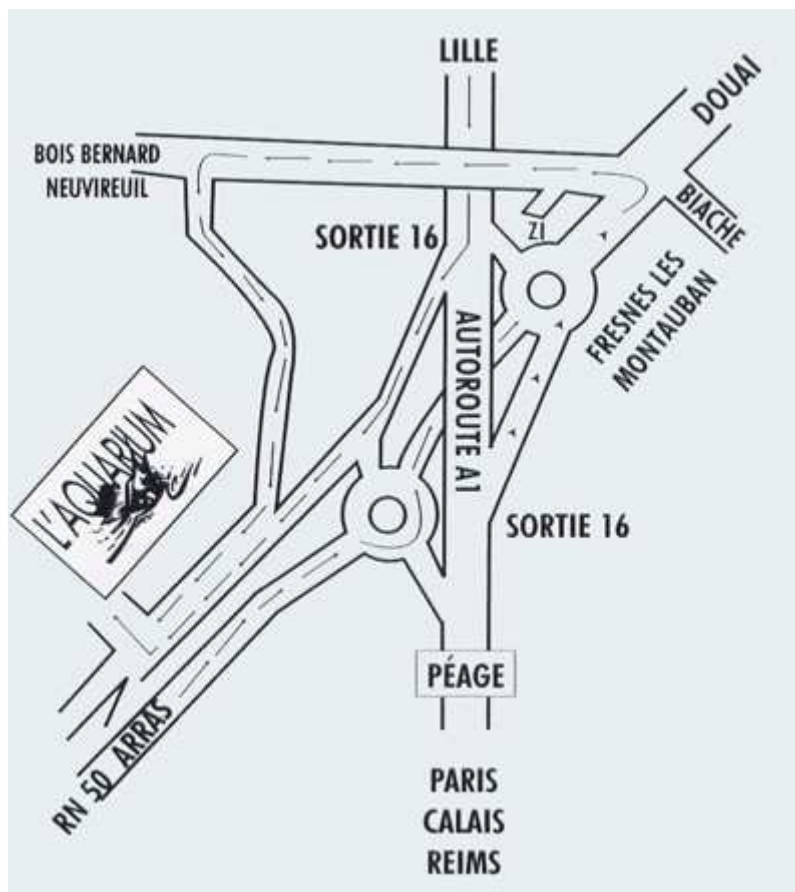 LILLE
DOUAI
BOIS BERNARD
NEUVIREUIL
BIACHE
SORTIE 16
ZI
FRESNES LES
MONTAUBAN
AUTOROUTE A1
L'AQUARIUM
SORTIE 16
PÉAGE
RN 50 ARRAS
PARIS
CALAIS
REIMS